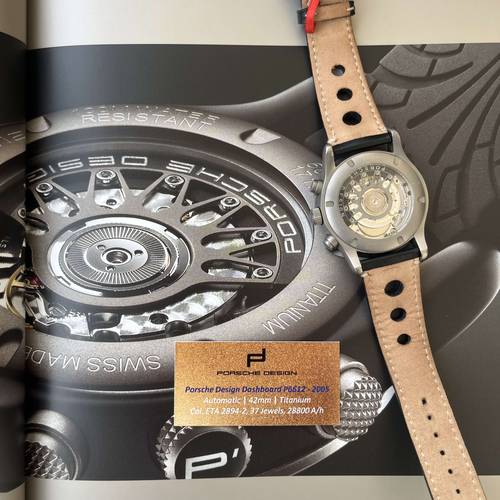 WATER
RESISTANT
PORSCHE DESIGN
TITANIUM
SWISS MADE
P'
PORSCHE DESIGN
Porsche Design Dashboard P6612 - 2005
Automatic | 42mm | Titanium
Cal. ETA 2894-2, 37 Jewels, 28800 A/h